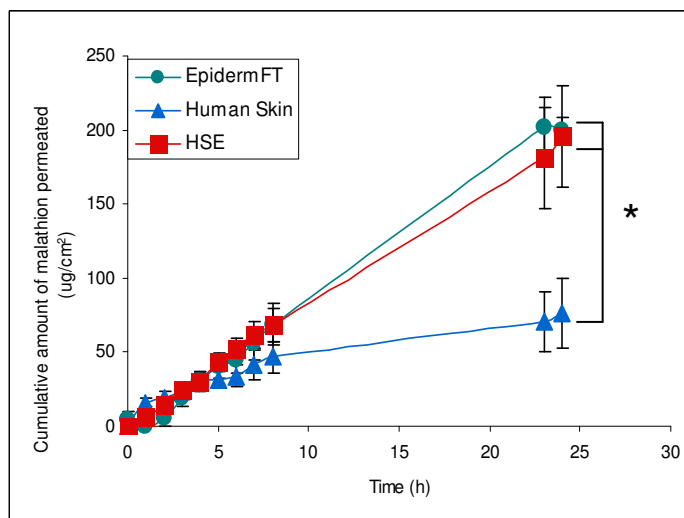 Cumulative amount of malathion permeated
(ug/cm²)
250
200
150
100
50
0
EpidermFT
Human Skin
HSE
*
0 5 10 15 20 25 30
Time (h)